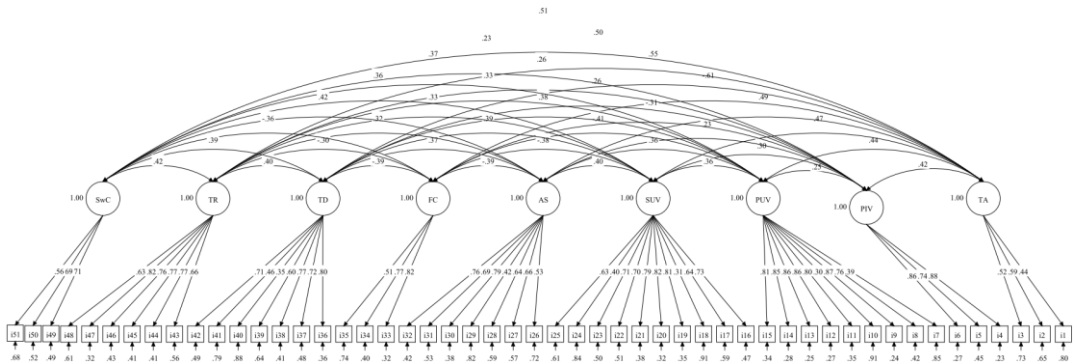 .51
.23 .50
.37 .26 .55
.36 .33 .26 -.61
.42 .33 .38 -.31 .49
-.36 .32 .39 .41 .23 .47
.39 -.30 .37 -.38 .36 .30 .44
.42 .40 -.39 -.39 .40 .36 .25 .42
1.00 SwC 1.00 TR 1.00 TD 1.00 FC 1.00 AS 1.00 SUV 1.00 PUV 1.00 PIV 1.00 TA
.56 .69 .71 .63 .82 .76 .77 .77 .66 .71 .46 .35 .60 .77 .72 .80 .51 .77 .82 .76 .69 .79 .42 .64 .66 .53 .63 .40 .71 .70 .79 .82 .81 .31 .64 .73 .81 .85 .86 .86 .80 .30 .87 .76 .39 .86 .74 .88 .52 .59 .44
i51 i50 i49 i48 i47 i46 i45 i44 i43 i42 i41 i40 i39 i38 i37 i36 i35 i34 i33 i32 i31 i30 i29 i28 i27 i26 i25 i24 i23 i22 i21 i20 i19 i18 i17 i16 i15 i14 i13 i12 i11 i10 i9 i8 i7 i6 i5 i4 i3 i2 i1
.68 .52 .49 .61 .32 .43 .41 .41 .56 .49 .79 .88 .64 .41 .48 .36 .74 .40 .32 .42 .53 .38 .82 .59 .57 .72 .61 .84 .50 .51 .38 .32 .35 .91 .59 .47 .34 .28 .25 .27 .35 .91 .24 .42 .85 .27 .45 .23 .73 .65 .80